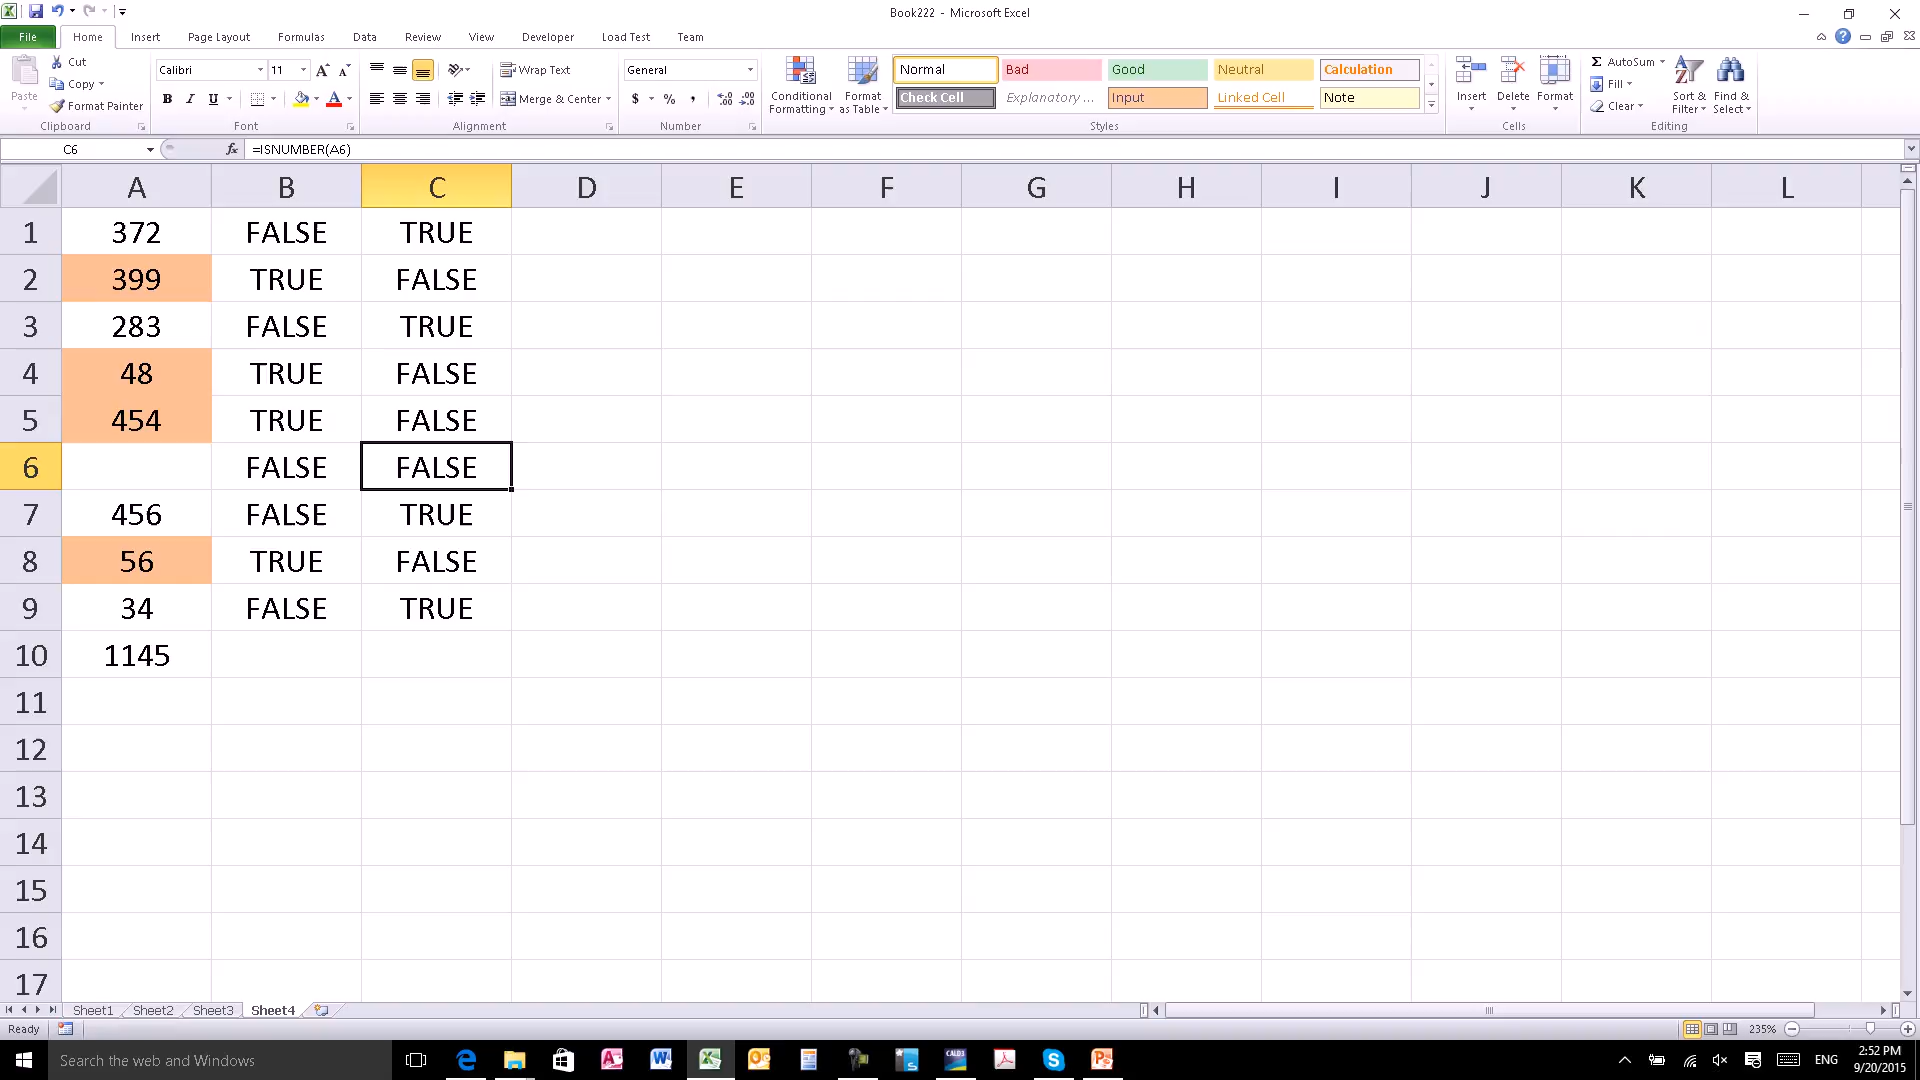 Book222 - Microsoft Excel
File Home Insert Page Layout Formulas Data Review View Developer Load Test Team
Paste
Cut
Copy
Format Painter
Clipboard
Calibri 11
B I U
Font
Wrap Text
Merge & Center
Alignment
General
$ % ,
Number
Conditional Formatting
Format as Table
Normal Bad Good Neutral Calculation
Check Cell Explanatory ... Input Linked Cell Note
Styles
Insert Delete Format
Cells
Σ AutoSum
Fill
Clear
Sort & Filter
Find & Select
Editing
C6 fx =ISNUMBER(A6)
A B C D E F G H I J K L
1 372 FALSE TRUE
2 399 TRUE FALSE
3 283 FALSE TRUE
4 48 TRUE FALSE
5 454 TRUE FALSE
6 FALSE FALSE
7 456 FALSE TRUE
8 56 TRUE FALSE
9 34 FALSE TRUE
10 1145
11
12
13
14
15
16
17
Sheet1 Sheet2 Sheet3 Sheet4
Ready 235%
Search the web and Windows
ENG
2:52 PM
9/20/2015